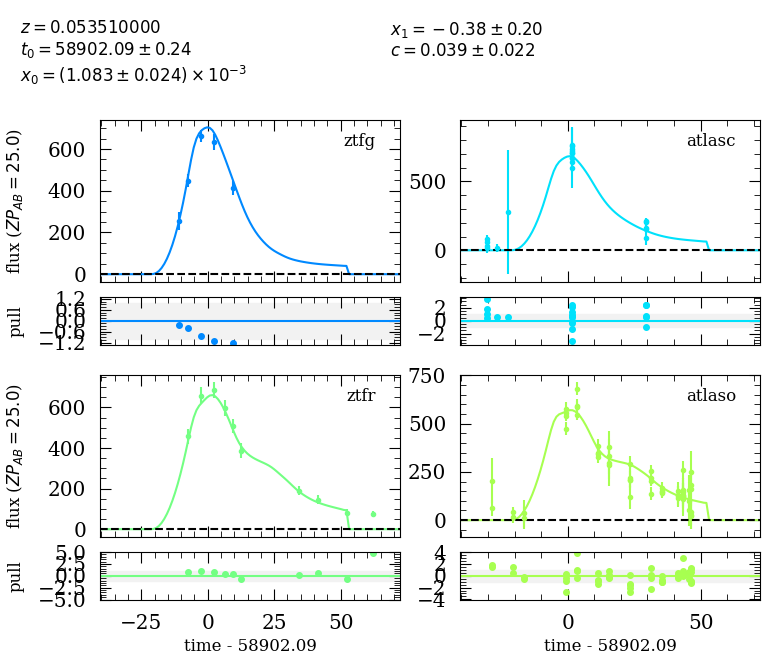 z = 0.053510000
t₀ = 58902.09 ± 0.24
x₀ = (1.083 ± 0.024) × 10⁻³
x₁ = −0.38 ± 0.20
c = 0.039 ± 0.022
ztfg
flux (ZP_AB = 25.0)
600
400
200
0
atlasc
500
0
pull
1.2
0.6
0.0
−0.6
−1.2
2
0
−2
ztfr
flux (ZP_AB = 25.0)
600
400
200
0
atlaso
750
500
250
0
pull
5.0
2.5
0.0
−2.5
−5.0
4
2
0
−2
−4
−25 0 25 50
time - 58902.09
0 50
time - 58902.09